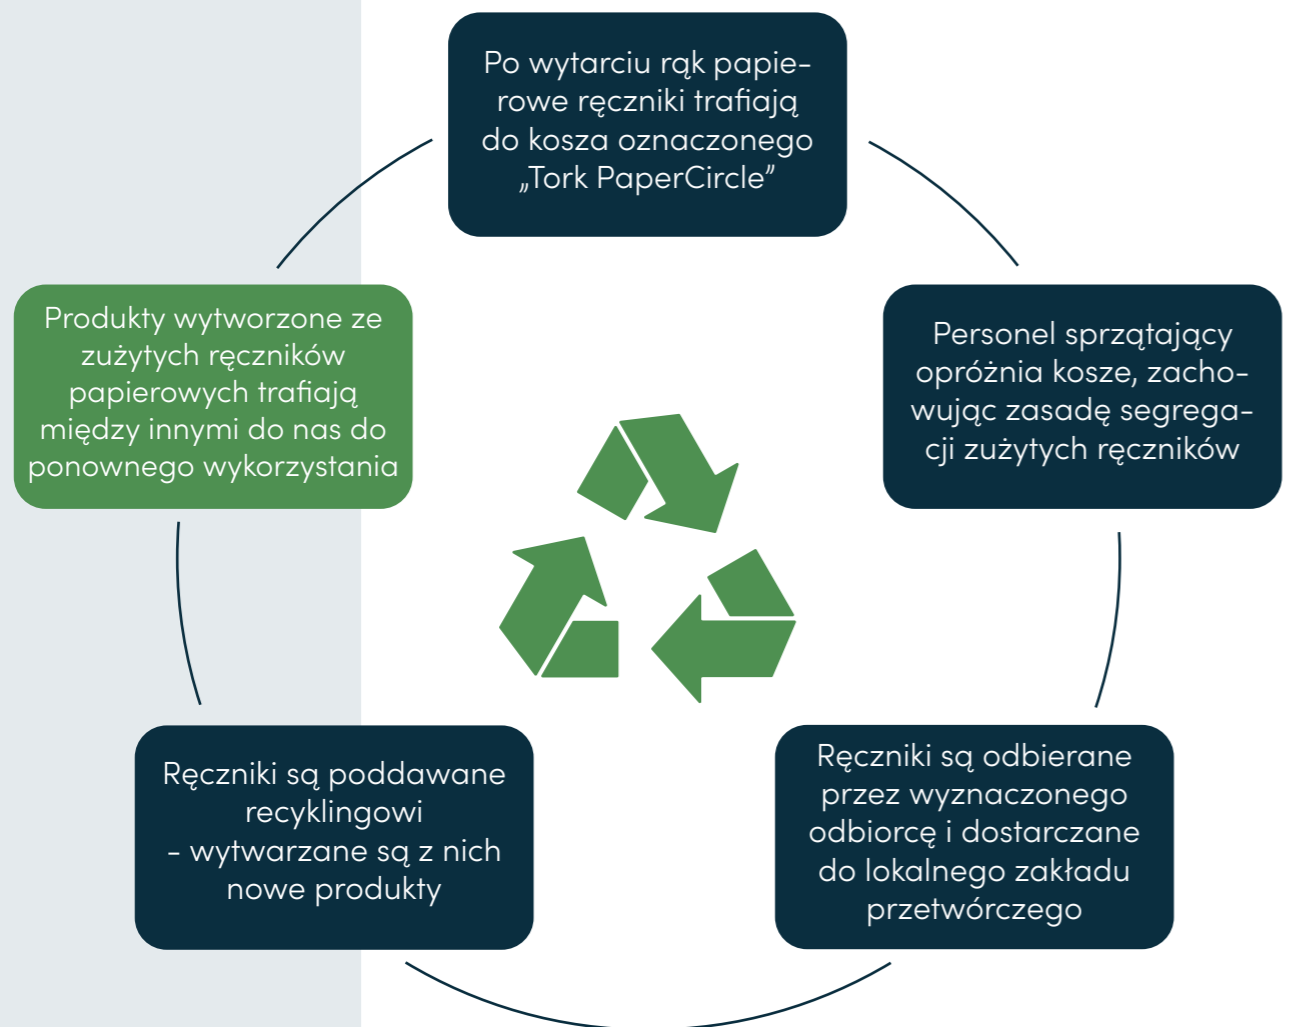 Po wytarciu rąk papie-
rowe ręczniki trafiają
do kosza oznaczonego
„Tork PaperCircle”
Personel sprzątający
opróżnia kosze, zacho-
wując zasadę segrega-
cji zużytych ręczników
Ręczniki są odbierane
przez wyznaczonego
odbiorcę i dostarczane
do lokalnego zakładu
przetwórczego
Ręczniki są poddawane
recyklingowi
- wytwarzane są z nich
nowe produkty
Produkty wytworzone ze
zużytych ręczników
papierowych trafiają
między innymi do nas do
ponownego wykorzystania